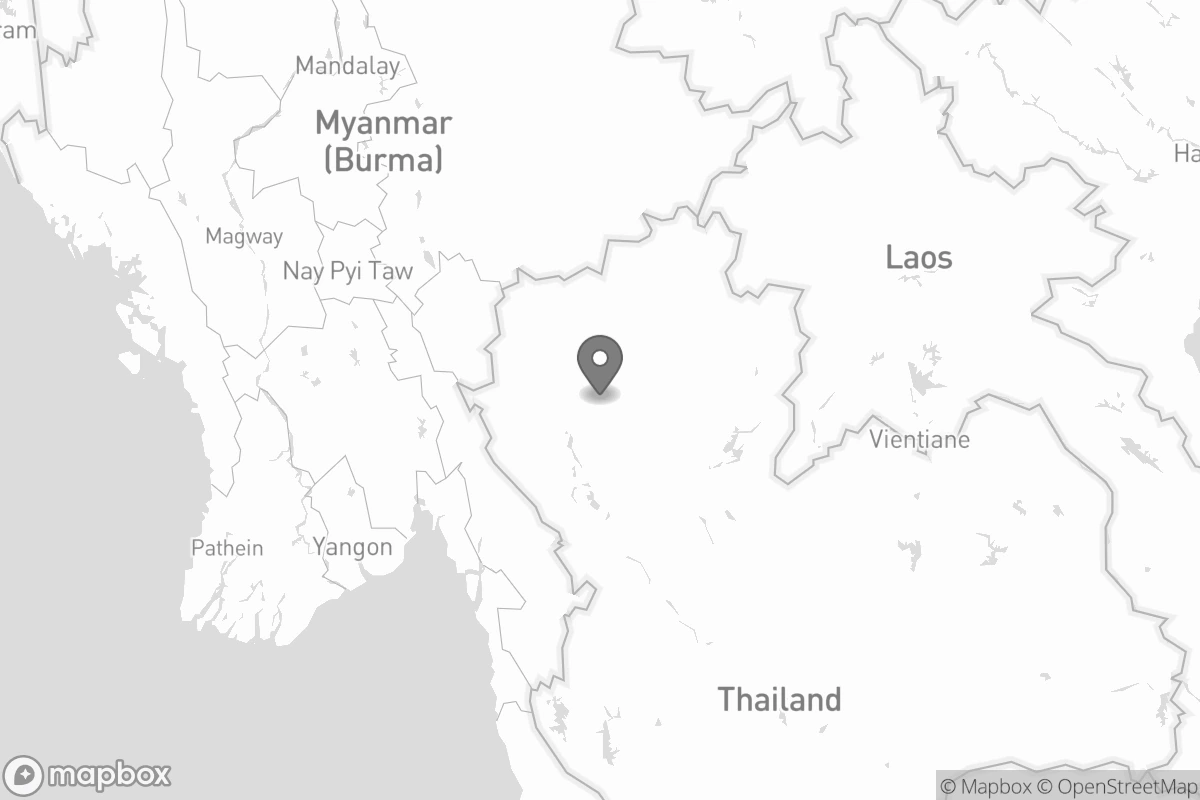 ram
Mandalay
Myanmar
(Burma)
Ha
Magway
Nay Pyi Taw
Laos
Vientiane
Pathein
Yangon
Thailand
mapbox
© Mapbox © OpenStreetMap